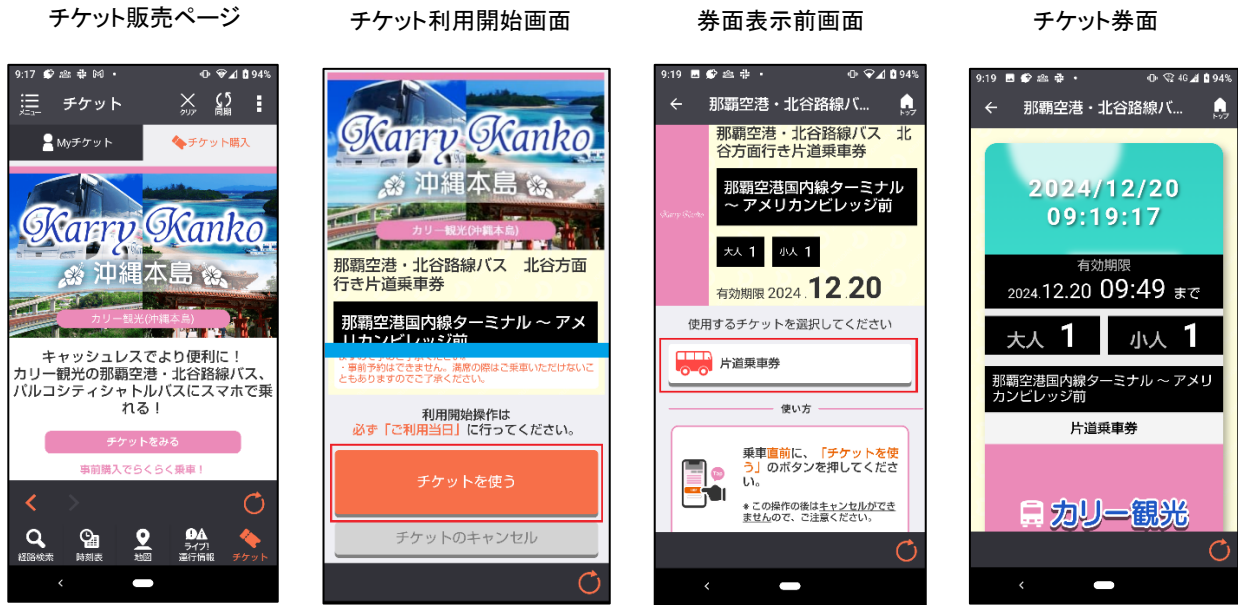 チケット販売ページ
チケット利用開始画面
券面表示前画面
チケット券面
9:17
94%
メニュー
チケット
クリア
同期
Myチケット
チケット購入
Karry Kanko
沖縄本島
カリー観光(沖縄本島)
キャッシュレスでより便利に！
カリー観光の那覇空港・北谷路線バス、
パルコシティシャトルバスにスマホで乗
れる！
チケットをみる
事前購入でらくらく乗車！
経路検索
時刻表
地図
ライブ!
運行情報
チケット
Karry Kanko
沖縄本島
カリー観光(沖縄本島)
那覇空港・北谷路線バス　北谷方面
行き片道乗車券
那覇空港国内線ターミナル ～ アメ
リカンビレッジ前
・事前予約はできません。満席の際はご乗車いただけないこ
ともありますのでご了承ください。
利用開始操作は
必ず「ご利用当日」に行ってください。
チケットを使う
チケットのキャンセル
9:19
94%
那覇空港・北谷路線バ...
トップ
Karry Kanko
那覇空港・北谷路線バス　北
谷方面行き片道乗車券
那覇空港国内線ターミナル
～ アメリカンビレッジ前
大人 1
小人 1
有効期限 2024.12.20
使用するチケットを選択してください
片道乗車券
使い方
乗車直前に、「チケットを使
う」のボタンを押してくださ
い。
＊この操作の後はキャンセルができ
ませんので、ご注意ください。
9:19
4G
94%
那覇空港・北谷路線バ...
トップ
2024/12/20
09:19:17
有効期限
2024.12.20 09:49 まで
大人 1
小人 1
那覇空港国内線ターミナル ～ アメリ
カンビレッジ前
片道乗車券
カリー観光